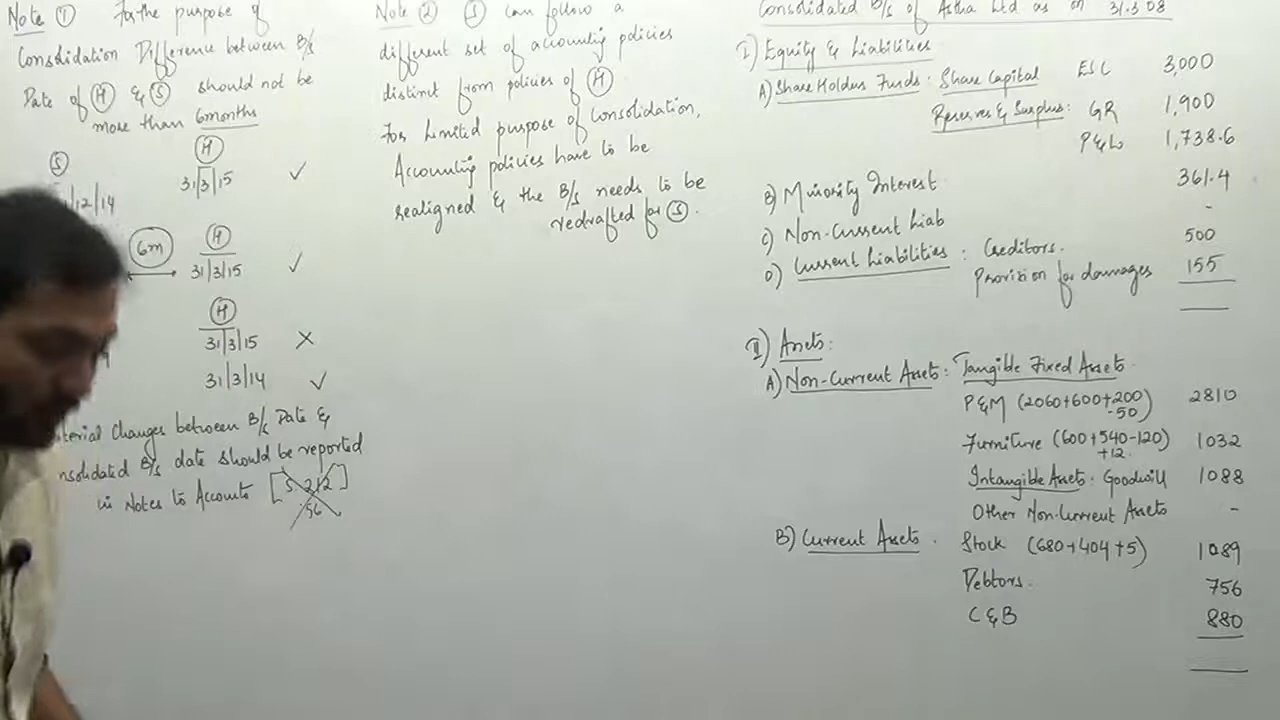 Note ① For the purpose of
Consolidation Difference between B/s
Date of Ⓗ & Ⓢ should not be
more than 6months
Ⓢ Ⓗ
/12/14 31/3/15 ✓
6m Ⓗ
31/3/15 ✓
Ⓗ
31/3/15 ×
31/3/14 ✓
terial Changes between B/s Date &
nsolidated B/s date should be reported
in Notes to Accounts
Note ② Ⓢ can follow a
different set of accounting policies
distinct from policies of Ⓗ
For limited purpose of Consolidation,
Accounting policies have to be
realigned & the B/s needs to be
redrafted for Ⓢ.
Consolidated B/s of Astha Ltd as on 31.3.08
I) Equity & Liabilities
A) Share Holders Funds: Share Capital ESC 3,000
Reserves & Surplus: GR 1,900
P&L 1,738.6
B) Minority Interest 361.4
C) Non-Current Liab -
D) Current Liabilities: Creditors. 500
Provision for damages 155
II) Assets:
A) Non-Current Assets: Tangible Fixed Assets.
P&M (2060+600+200 2810
-50)
Furniture (600+540-120) 1032
+12.
Intangible Assets: Goodwill 1088
Other Non-Current Assets -
B) Current Assets. Stock (680+404+5) 1089
Debtors. 756
C&B 880